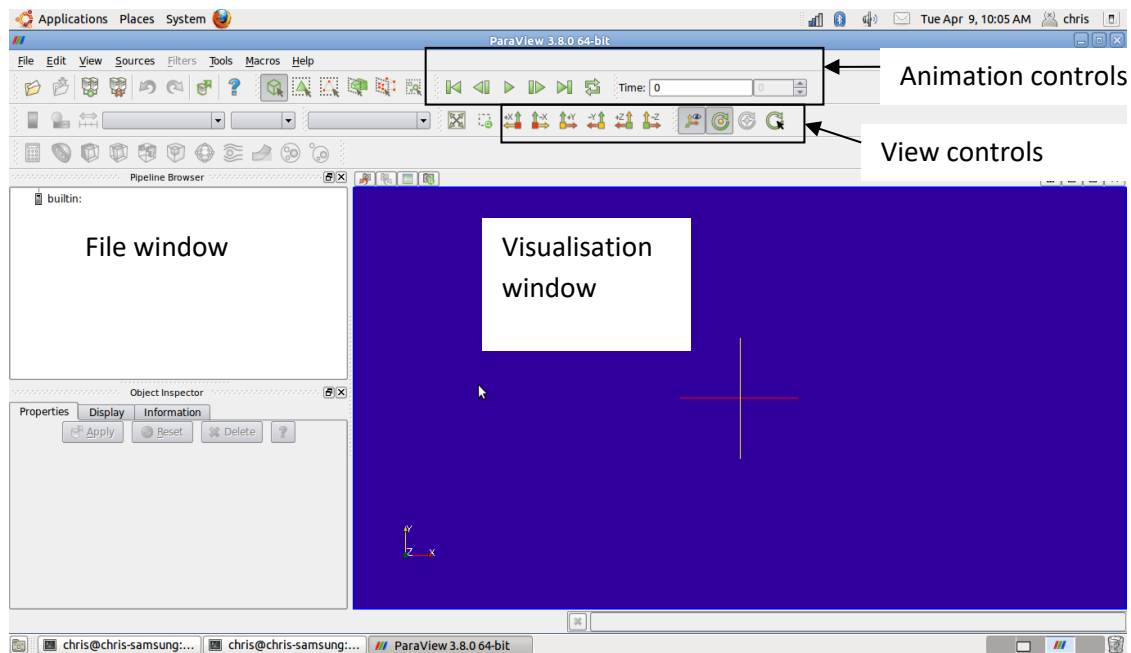 Applications Places System
Tue Apr 9, 10:05 AM chris
ParaView 3.8.0 64-bit
File Edit View Sources Filters Tools Macros Help
Time: 0 0
Animation controls
+X -X +Y -Y +Z -Z
View controls
Pipeline Browser
builtin:
File window
Visualisation
window
Object Inspector
Properties Display Information
Apply Reset Delete ?
Y
Z X
chris@chris-samsung:... chris@chris-samsung:... ParaView 3.8.0 64-bit